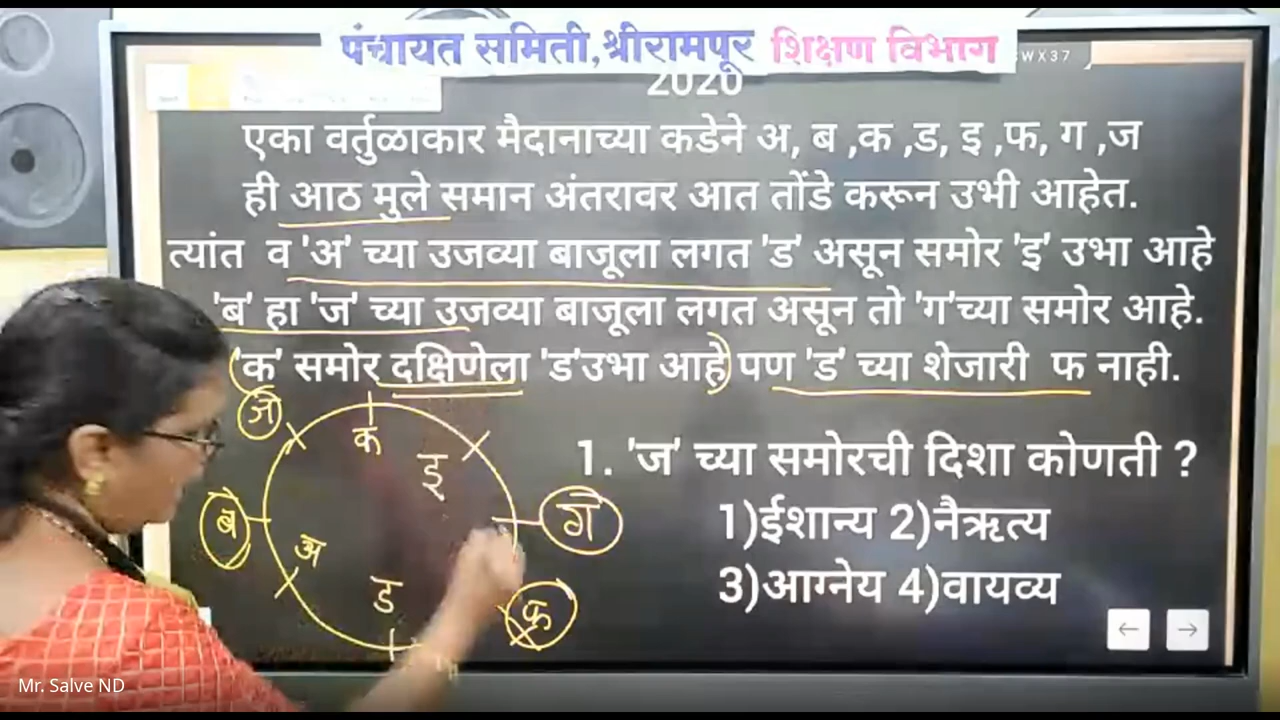 पंचायत समिती,श्रीरामपूर शिक्षण विभाग
WX37
2020
एका वर्तुळाकार मैदानाच्या कडेने अ, ब ,क ,ड, इ ,फ, ग ,ज
ही आठ मुले समान अंतरावर आत तोंडे करून उभी आहेत.
त्यांत व 'अ' च्या उजव्या बाजूला लगत 'ड' असून समोर 'इ' उभा आहे
'ब' हा 'ज' च्या उजव्या बाजूला लगत असून तो 'ग'च्या समोर आहे.
'क' समोर दक्षिणेला 'ड'उभा आहे) पण 'ड' च्या शेजारी फ नाही.
ज
क
इ
ब
ग
अ
ड
फ
1. 'ज' च्या समोरची दिशा कोणती ?
1)ईशान्य 2)नैऋत्य
3)आग्नेय 4)वायव्य
← →
Mr. Salve ND